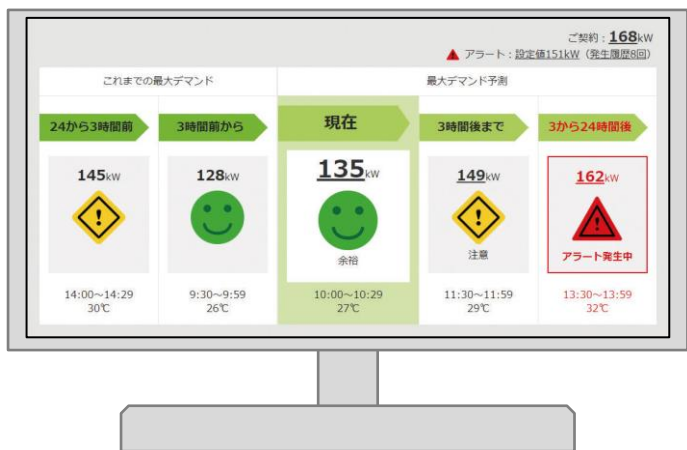 ご契約：168kW
アラート：設定値151kW（発生履歴8回）
これまでの最大デマンド
最大デマンド予測
24から3時間前
3時間前から
現在
3時間後まで
3から24時間後
145kW
128kW
135kW
149kW
162kW
余裕
注意
アラート発生中
14:00～14:29
9:30～9:59
10:00～10:29
11:30～11:59
13:30～13:59
30℃
26℃
27℃
29℃
32℃